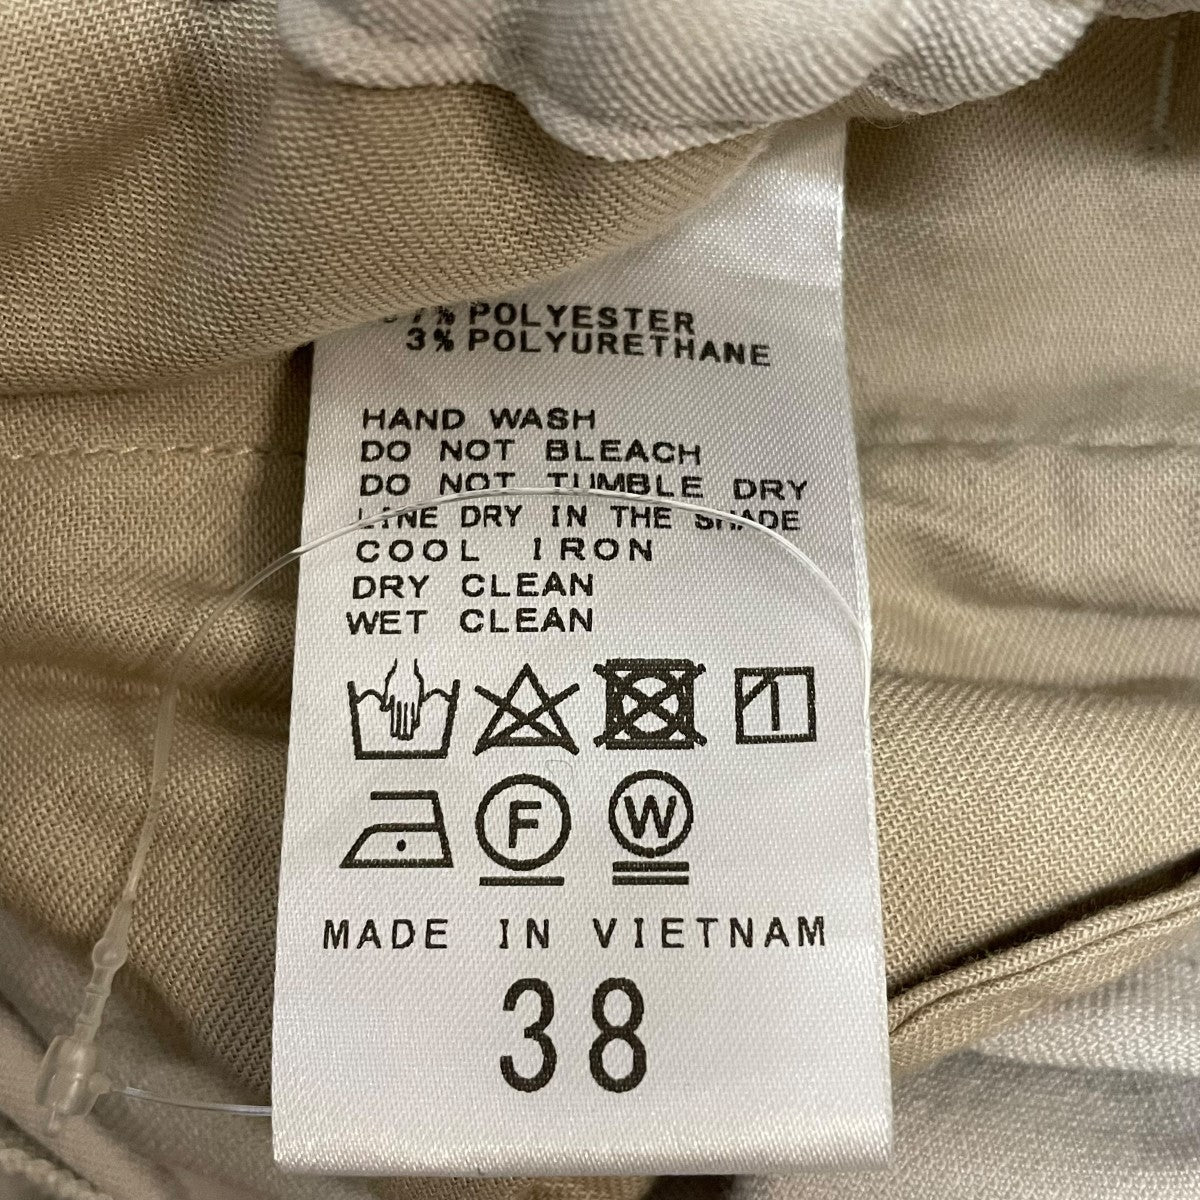 POLYESTER
3% POLYURETHANE
HAND WASH
DO NOT BLEACH
DO NOT TUMBLE DRY
LINE DRY IN THE SHADE
COOL IRON
DRY CLEAN
WET CLEAN
F W
MADE IN VIETNAM
38